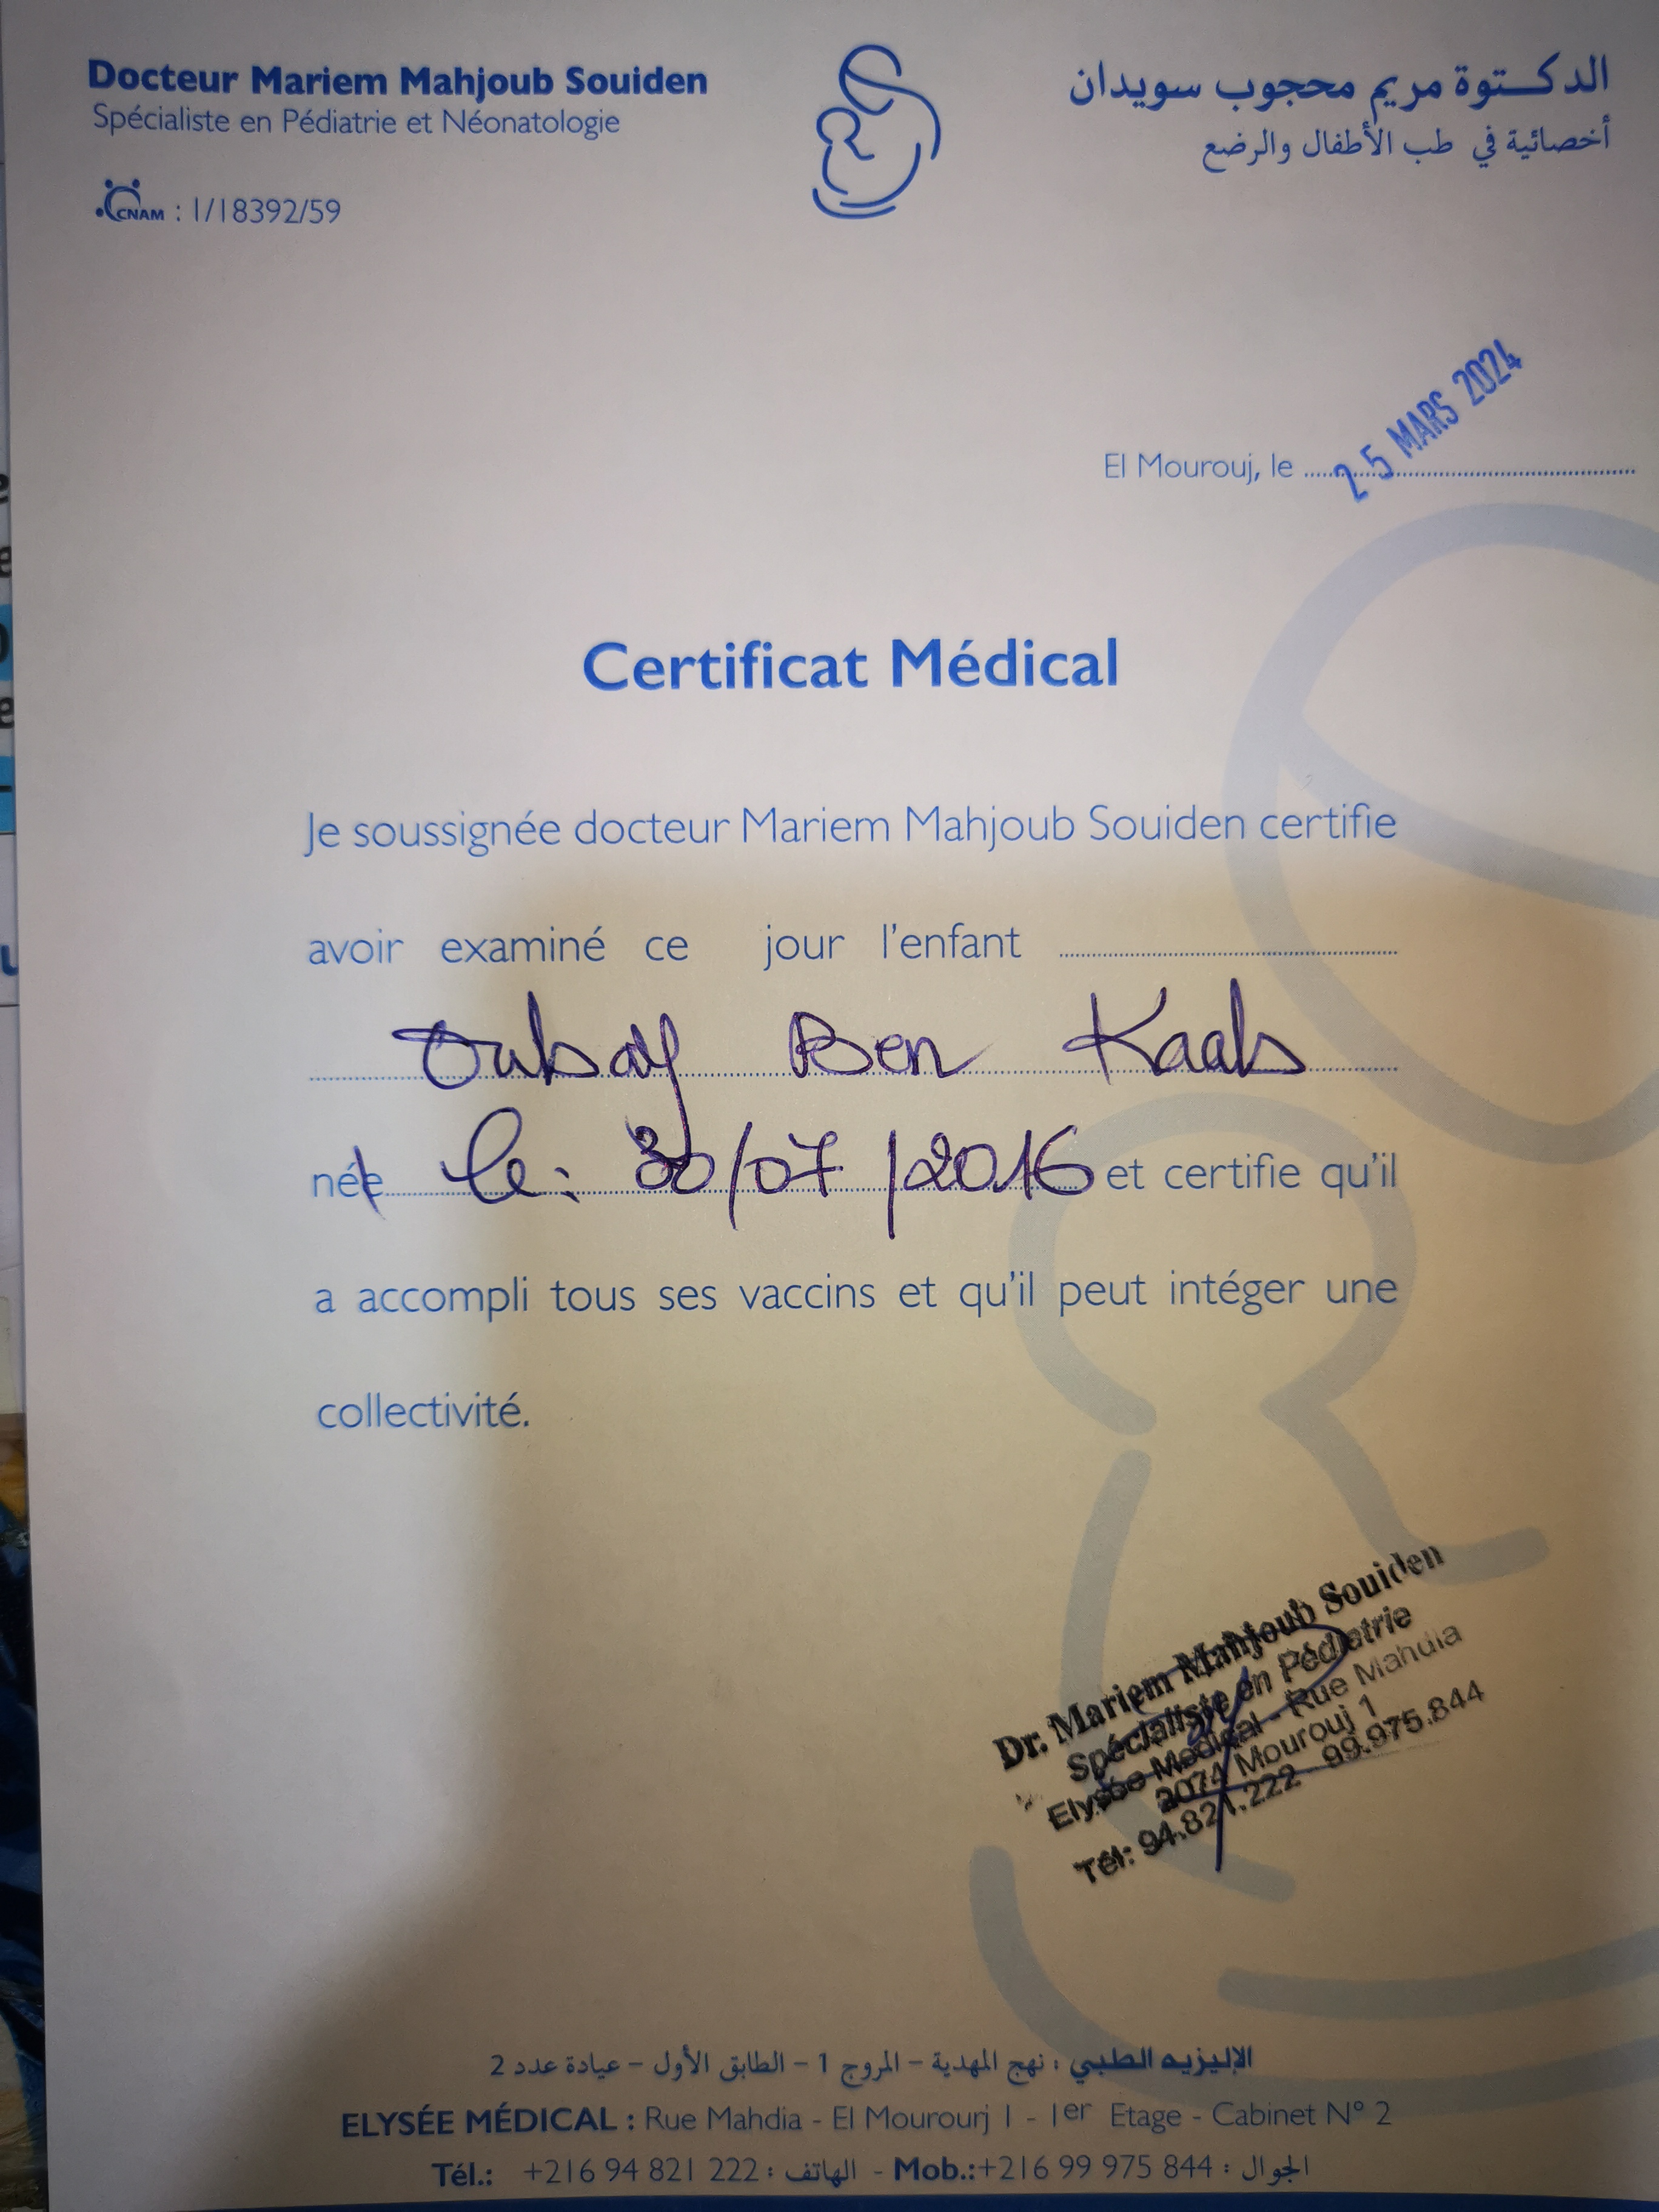 Docteur Mariem Mahjoub Souiden
Spécialiste en Pédiatrie et Néonatologie
CNAM : 1/18392/59
الدكتوة مريم محجوب سويدان
أخصائية في طب الأطفال والرضع
El Mourouj, le 25 MARS 2024
Certificat Médical
Je soussignée docteur Mariem Mahjoub Souiden certifie
avoir examiné ce jour l'enfant
Oubay Ben Kaab
née le: 30/07/2016 et certifie qu'il
a accompli tous ses vaccins et qu'il peut intéger une
collectivité.
Dr. Mariem Mahjoub Souiden
Spécialiste en Pédiatrie
Elysée Medical - Rue Mahdia
2074 Mourouj 1
Tél: 94.821.222 99.975.844
الإليزيه الطبي : نهج المهدية - المروج 1 - الطابق الأول - عيادة عدد 2
ELYSÉE MÉDICAL : Rue Mahdia - El Mourourj 1 - 1er Etage - Cabinet N° 2
Tél.: +216 94 821 222 : الهاتف - Mob.:+216 99 975 844 : الجوال